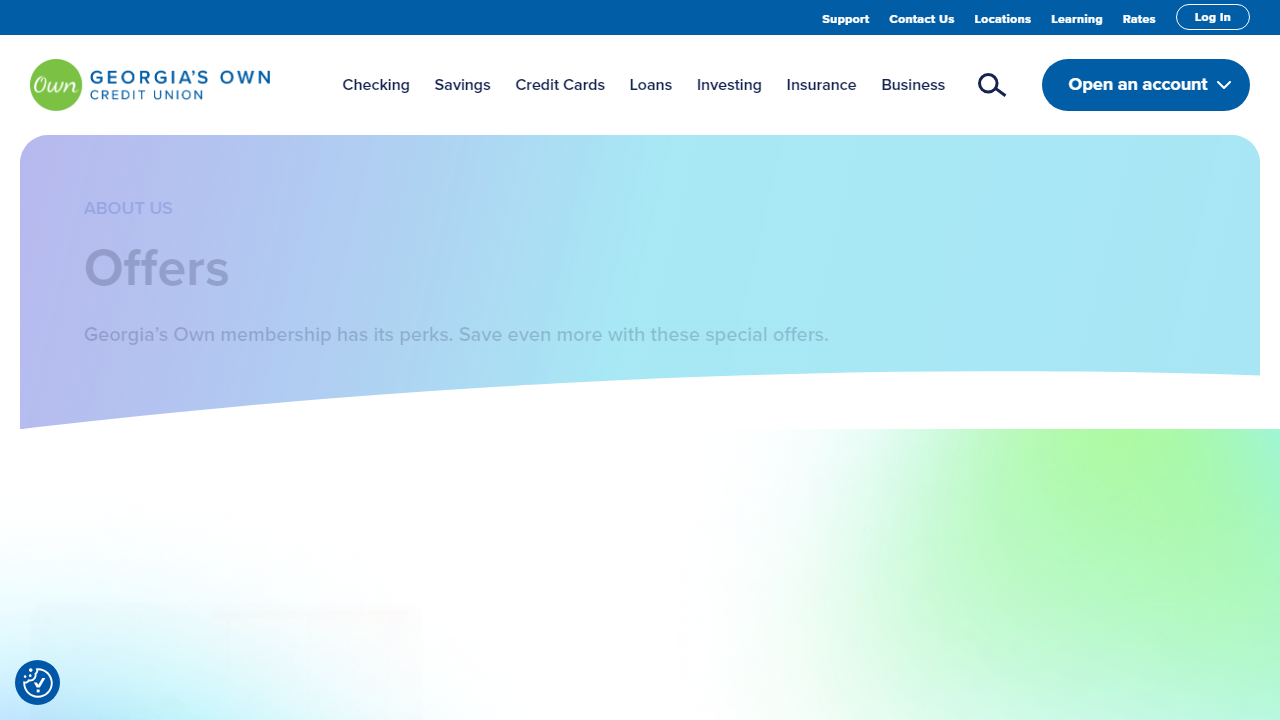 Support Contact Us Locations Learning Rates Log In
Own GEORGIA'S OWN
CREDIT UNION
Checking Savings Credit Cards Loans Investing Insurance Business Open an account
ABOUT US
Offers
Georgia's Own membership has its perks. Save even more with these special offers.